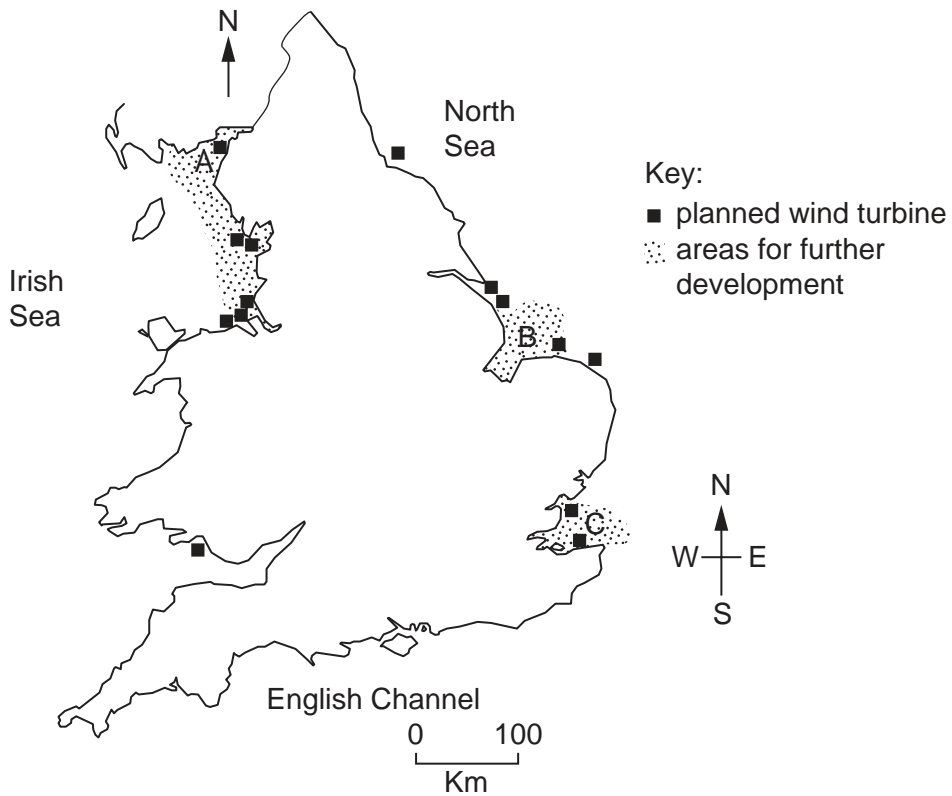 N
North
Sea
A
Key:
planned wind turbine
areas for further
development
Irish
Sea
B
C
N
W E
S
English Channel
0 100
Km